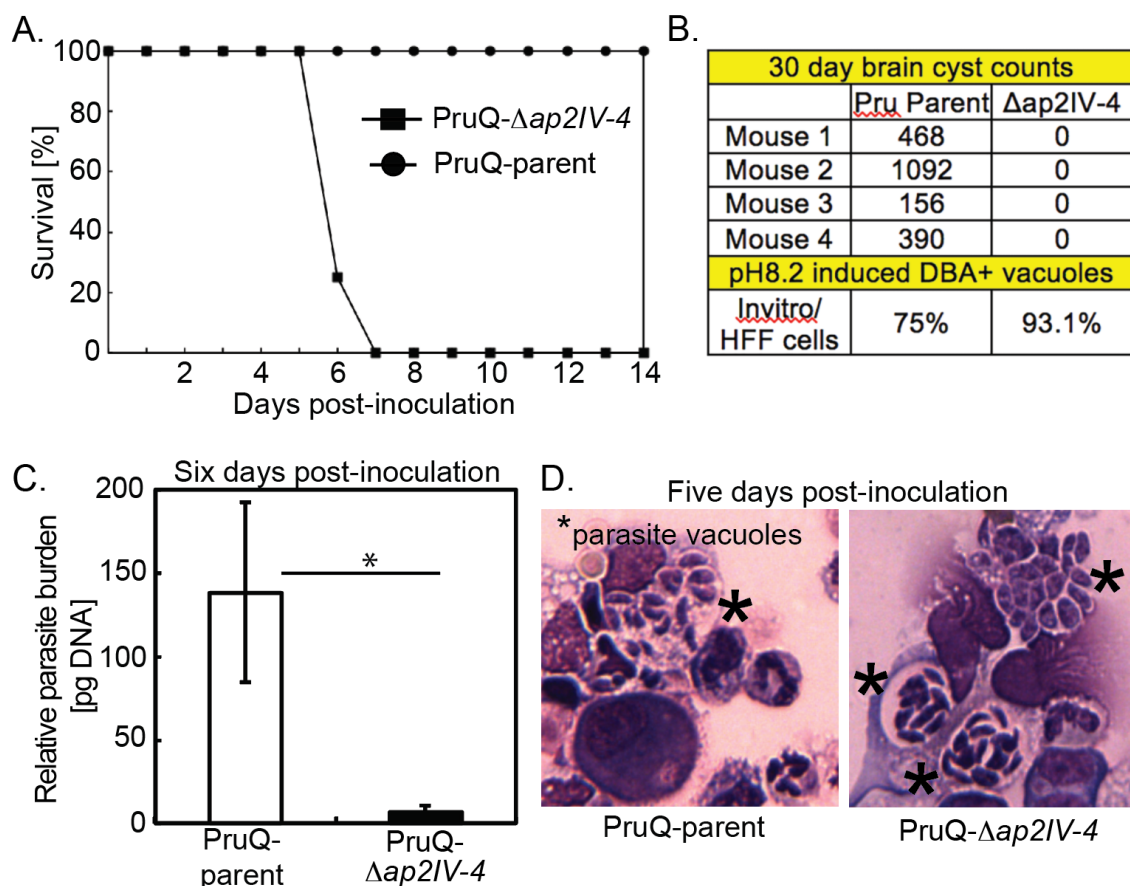 A.
Survival [%]
100
80
60
40
20
0
2 4 6 8 10 12 14
Days post-inoculation
PruQ-Δap2IV-4
PruQ-parent
B.
30 day brain cyst counts
Pru Parent Δap2IV-4
Mouse 1 468 0
Mouse 2 1092 0
Mouse 3 156 0
Mouse 4 390 0
pH8.2 induced DBA+ vacuoles
Invitro/
HFF cells 75% 93.1%
C.
Six days post-inoculation
Relative parasite burden
[pg DNA]
200
150
100
50
0
*
PruQ-
parent
PruQ-
Δap2IV-4
D.
Five days post-inoculation
*parasite vacuoles
*
*
*
*
PruQ-parent
PruQ-Δap2IV-4